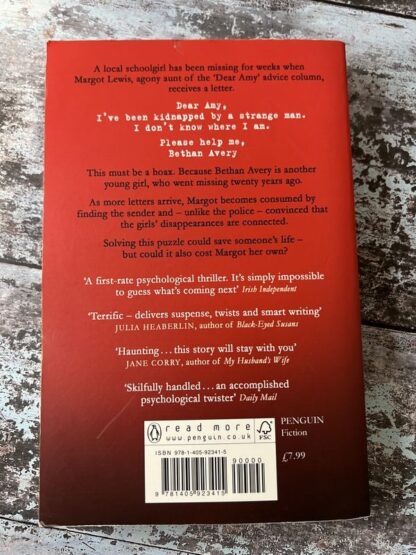 A local schoolgirl has been missing for weeks when
Margot Lewis, agony aunt of the ‘Dear Amy’ advice column,
receives a letter.
Dear Amy,
I've been kidnapped by a strange man.
I don't know where I am.
Please help me,
Bethan Avery
This must be a hoax. Because Bethan Avery is another
young girl, who went missing twenty years ago.
As more letters arrive, Margot becomes consumed by
finding the sender and – unlike the police – convinced that
the girls’ disappearances are connected.
Solving this puzzle could save someone’s life –
but could it also cost Margot her own?
‘A first-rate psychological thriller. It’s simply impossible
to guess what’s coming next’ Irish Independent
‘Terrific – delivers suspense, twists and smart writing’
JULIA HEABERLIN, author of Black-Eyed Susans
‘Haunting . . . this story will stay with you’
JANE CORRY, author of My Husband’s Wife
‘Skilfully handled . . . an accomplished
psychological twister’ Daily Mail
read more
www.penguin.co.uk
FSC
PENGUIN
Fiction
£7.99
ISBN 978-1-405-92341-5
90000
9 781405 923415